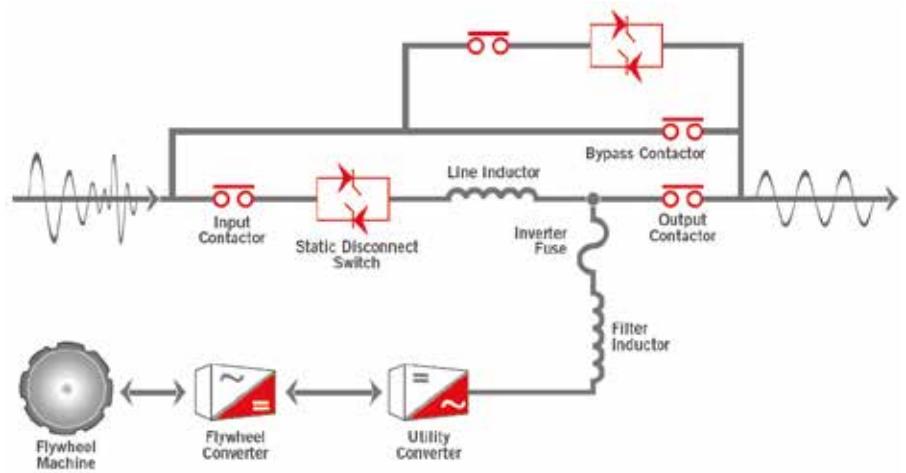 Bypass Contactor
Line Inductor
Input
Contactor
Static Disconnect
Switch
Inverter
Fuse
Output
Contactor
Filter
Inductor
Flywheel
Machine
Flywheel
Converter
Utility
Converter